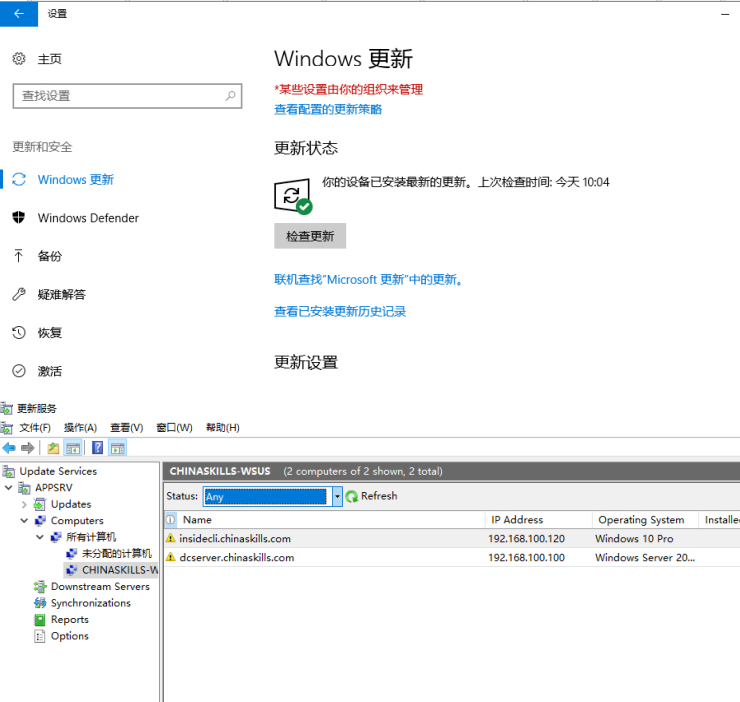 设置
主页
Windows 更新
*某些设置由你的组织来管理
查找设置
查看配置的更新策略
更新和安全
更新状态
Windows 更新
你的设备已安装最新的更新。上次检查时间: 今天 10:04
Windows Defender
检查更新
备份
联机查找"Microsoft 更新"中的更新。
疑难解答
查看已安装更新历史记录
恢复
更新设置
激活
更新服务
文件(F) 操作(A) 查看(V) 窗口(W) 帮助(H)
Update Services
APPSRV
Updates
Computers
所有计算机
未分配的计算机
CHINASKILLS-W
Downstream Servers
Synchronizations
Reports
Options
CHINASKILLS-WSUS (2 computers of 2 shown, 2 total)
Status: Any Refresh
Name IP Address Operating System Installed
insidecli.chinaskills.com 192.168.100.120 Windows 10 Pro
dcserver.chinaskills.com 192.168.100.100 Windows Server 20...